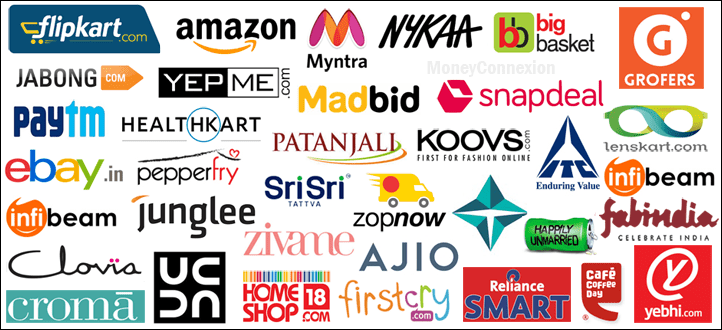 flipkart.com
amazon
Myntra
NYKAA
bb big
basket
G
GROFERS
MoneyConnexion
JABONG COM
YEPME.com
Madbid
snapdeal
paytm
HEALTHKART
PATANJALI
KOOVS.com
FIRST FOR FASHION ONLINE
ITC
Enduring Value
lenskart.com
ebay.in
pepperfry
Sri Sri
TATTVA
zopnow
infibeam
infibeam
junglee
zivame
AJIO
HAPPILY
UNMARRIED
fabindia
CELEBRATE INDIA
Clovia
croma
HOME
SHOP 18
.COM
firstcry
.com
Reliance
SMART
Café
Coffee
Day
y
yebhi.com